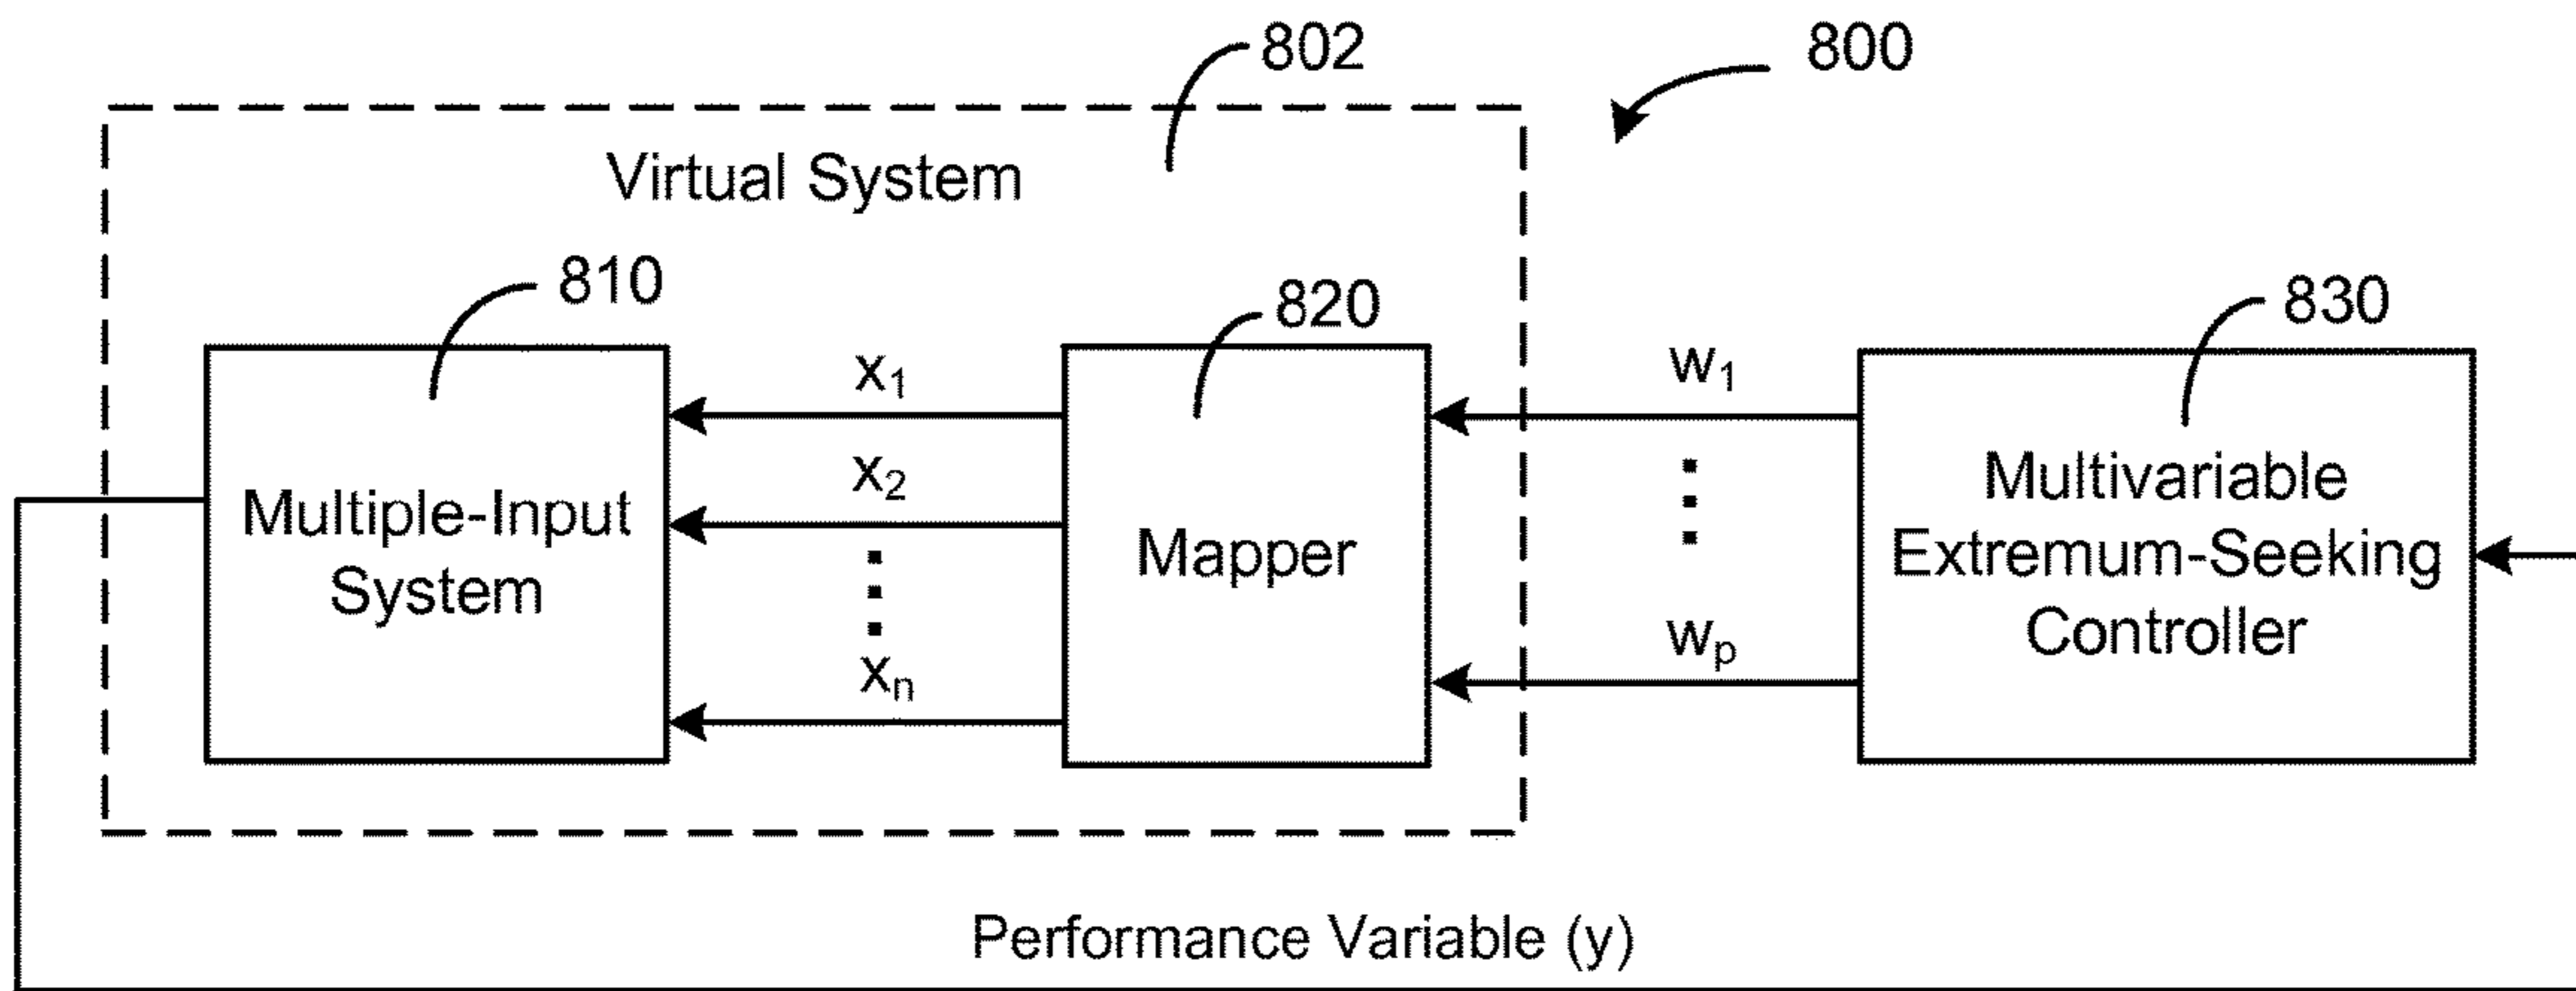 802
800
Virtual System
810
820
830
x₁
x₂
xₙ
w₁
wₚ
Multiple-Input
System
Mapper
Multivariable
Extremum-Seeking
Controller
Performance Variable (y)